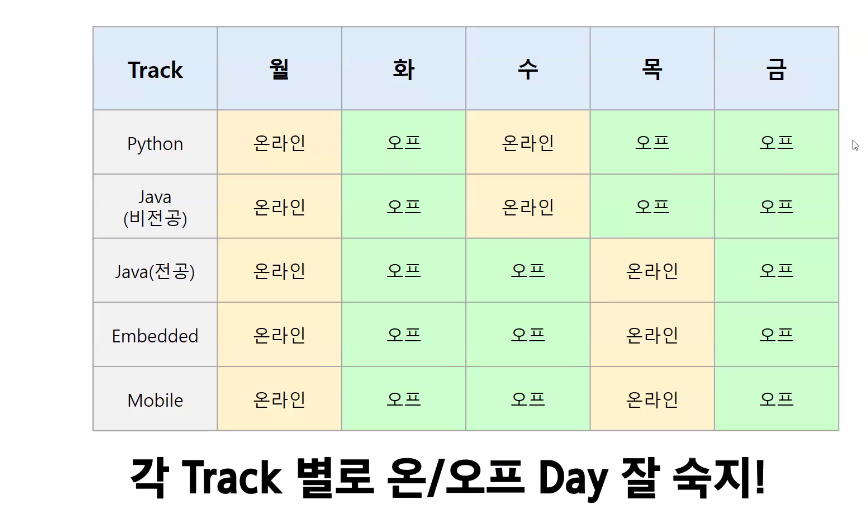 Track 월 화 수 목 금
Python 온라인 오프 온라인 오프 오프
Java
(비전공) 온라인 오프 온라인 오프 오프
Java(전공) 온라인 오프 오프 온라인 오프
Embedded 온라인 오프 오프 온라인 오프
Mobile 온라인 오프 오프 온라인 오프
각 Track 별로 온/오프 Day 잘 숙지!